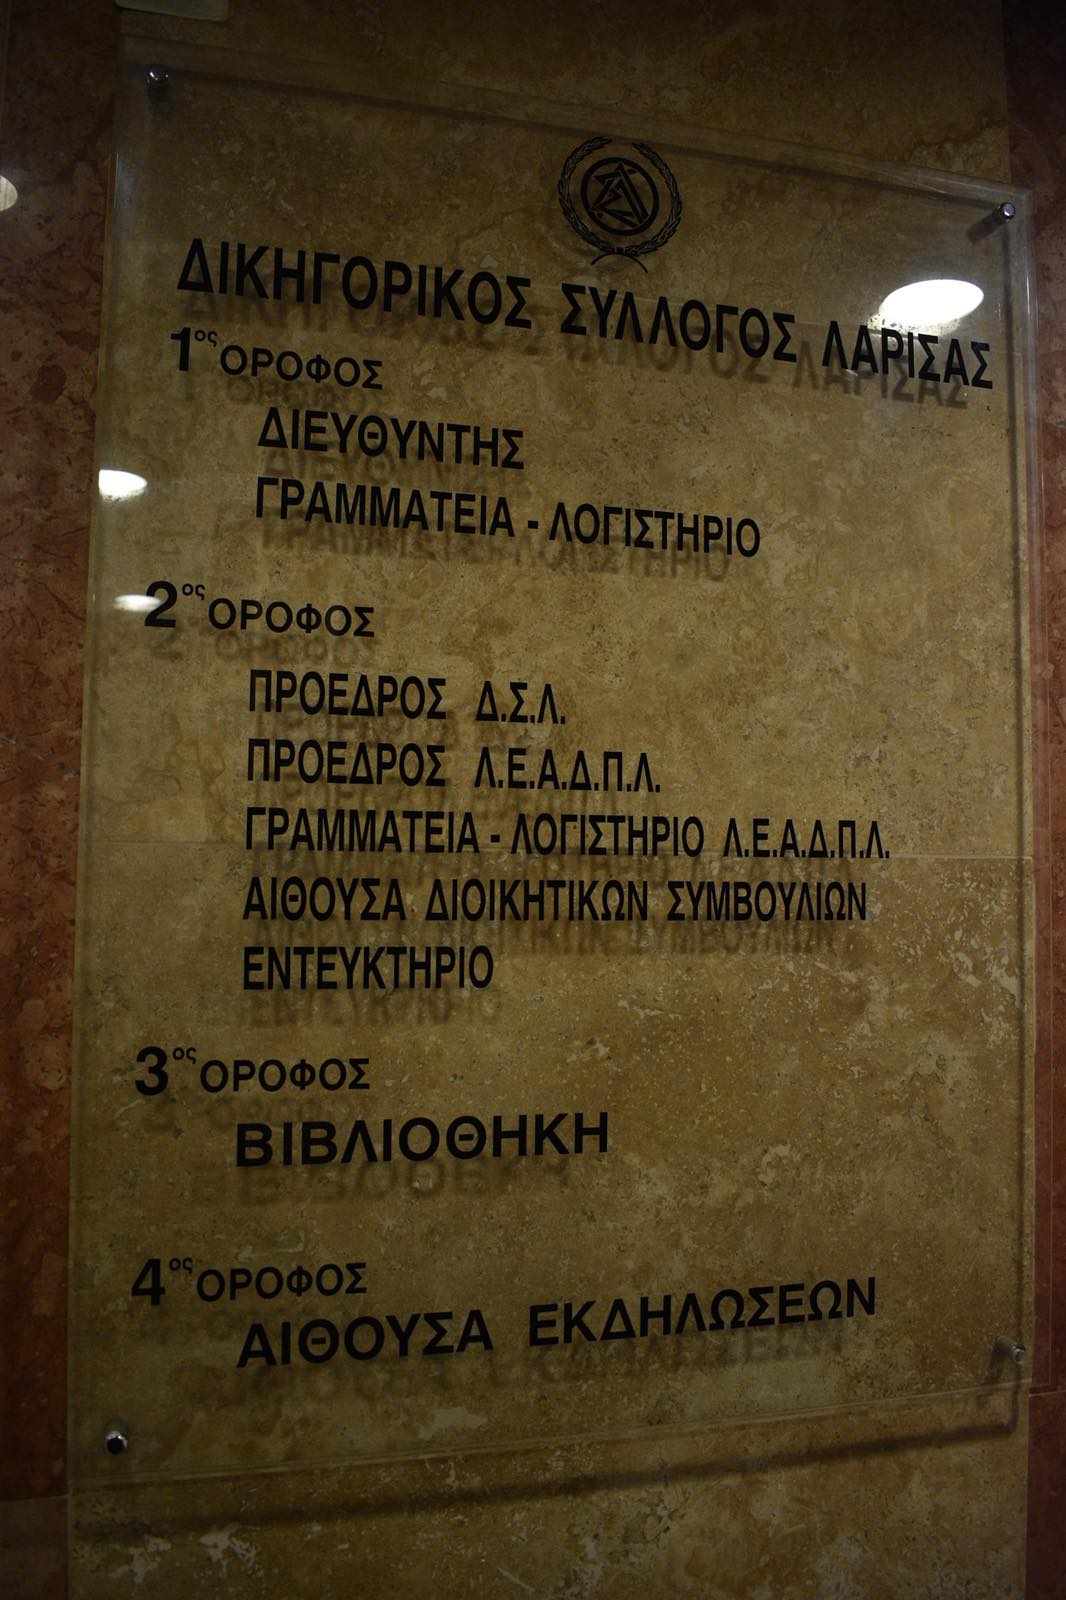 ΔΙΚΗΓΟΡΙΚΟΣ ΣΥΛΛΟΓΟΣ ΛΑΡΙΣΑΣ
1ος ΟΡΟΦΟΣ
ΔΙΕΥΘΥΝΤΗΣ
ΓΡΑΜΜΑΤΕΙΑ - ΛΟΓΙΣΤΗΡΙΟ
2ος ΟΡΟΦΟΣ
ΠΡΟΕΔΡΟΣ Δ.Σ.Λ.
ΠΡΟΕΔΡΟΣ Λ.Ε.Α.Δ.Π.Λ.
ΓΡΑΜΜΑΤΕΙΑ - ΛΟΓΙΣΤΗΡΙΟ Λ.Ε.Α.Δ.Π.Λ.
ΑΙΘΟΥΣΑ ΔΙΟΙΚΗΤΙΚΩΝ ΣΥΜΒΟΥΛΙΩΝ
ΕΝΤΕΥΚΤΗΡΙΟ
3ος ΟΡΟΦΟΣ
ΒΙΒΛΙΟΘΗΚΗ
4ος ΟΡΟΦΟΣ
ΑΙΘΟΥΣΑ ΕΚΔΗΛΩΣΕΩΝ